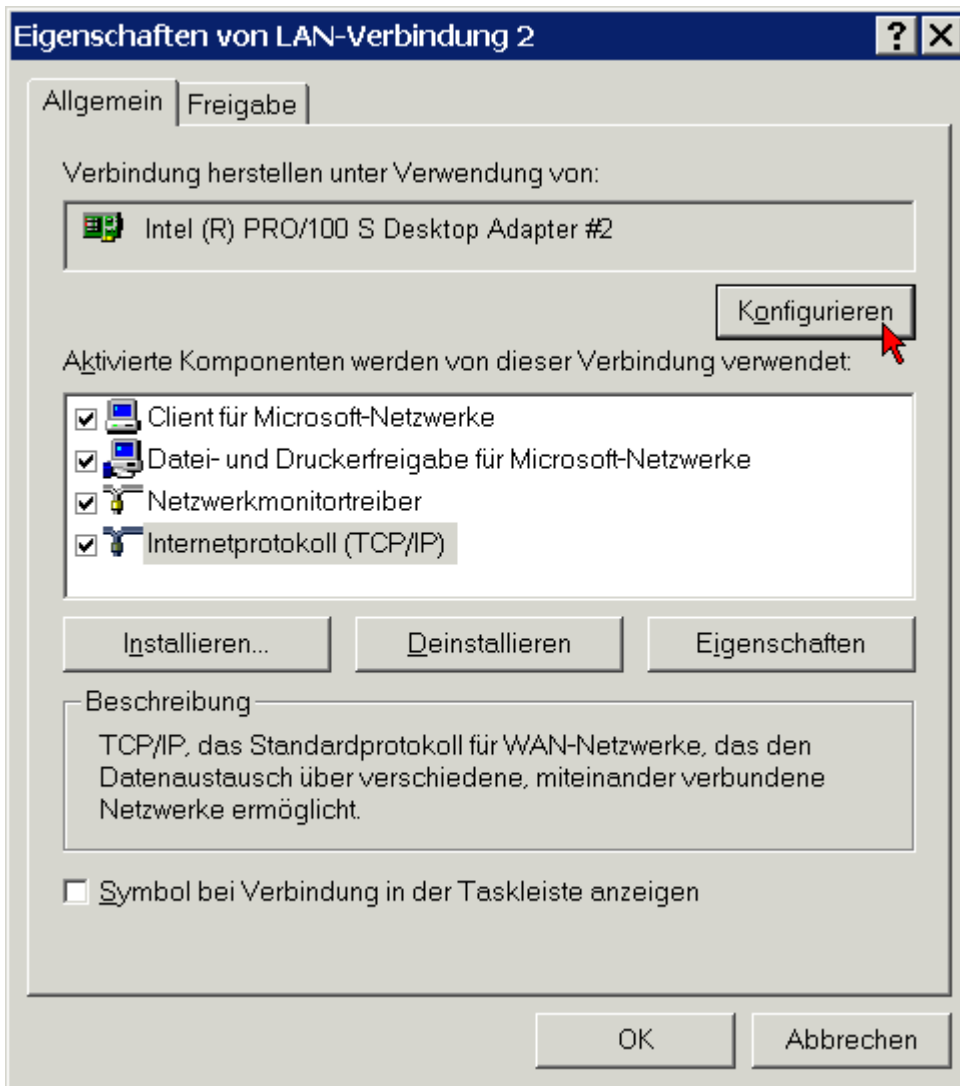 Eigenschaften von LAN-Verbindung 2
Allgemein
Freigabe
Verbindung herstellen unter Verwendung von:
Intel (R) PRO/100 S Desktop Adapter #2
Konfigurieren
Aktivierte Komponenten werden von dieser Verbindung verwendet:
Client für Microsoft-Netzwerke
Datei- und Druckerfreigabe für Microsoft-Netzwerke
Netzwerkmonitortreiber
Internetprotokoll (TCP/IP)
Installieren...
Deinstallieren
Eigenschaften
Beschreibung
TCP/IP, das Standardprotokoll für WAN-Netzwerke, das den
Datenaustausch über verschiedene, miteinander verbundene
Netzwerke ermöglicht.
Symbol bei Verbindung in der Taskleiste anzeigen
OK
Abbrechen